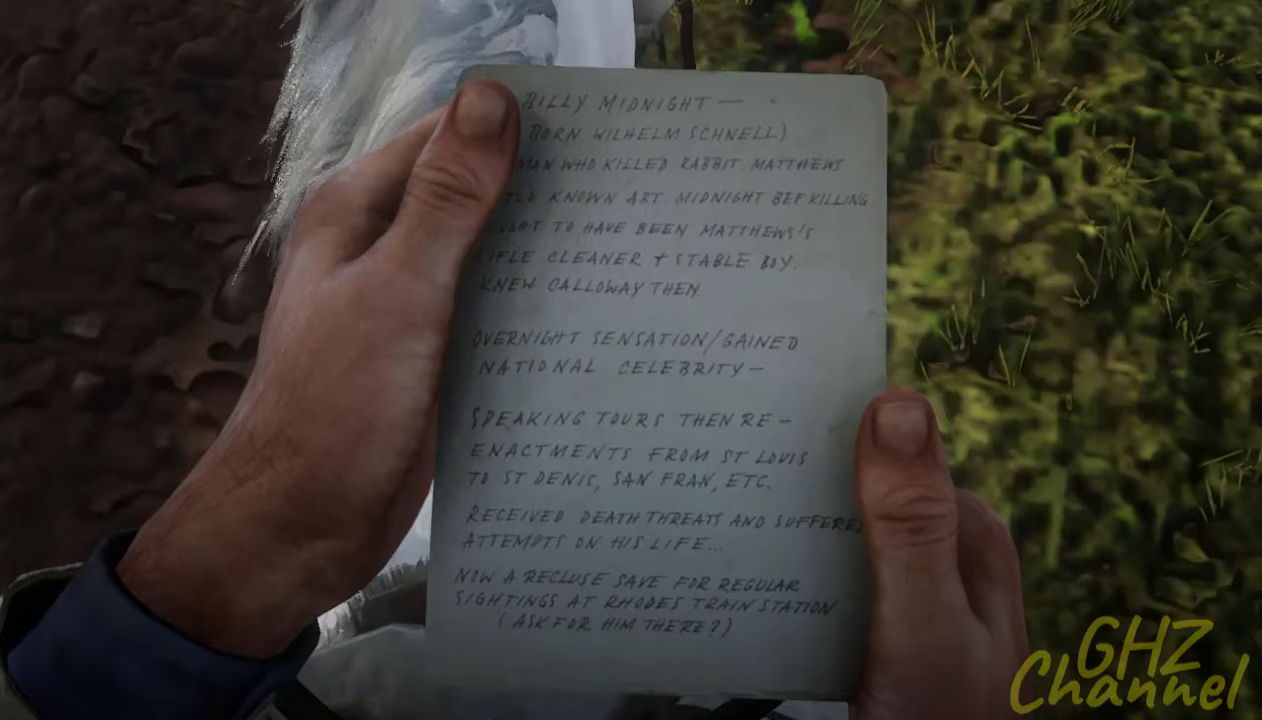 BILLY MIDNIGHT —
BORN WILHELM SCHNELL)
MAN WHO KILLED RABBIT MATTHEWS
TLE KNOWN ABT. MIDNIGHT BEF. KILLING
UGHT TO HAVE BEEN MATTHEWS'S
IFLE CLEANER + STABLE BOY.
KNEW CALLOWAY THEN.
OVERNIGHT SENSATION/GAINED
NATIONAL CELEBRITY —
SPEAKING TOURS THEN RE-
ENACTMENTS FROM ST LOUIS
TO ST DENIS, SAN FRAN, ETC.
RECEIVED DEATH THREATS AND SUFFERED
ATTEMPTS ON HIS LIFE...
NOW A RECLUSE SAVE FOR REGULAR
SIGHTINGS AT RHODES TRAIN STATION
(ASK FOR HIM THERE?)
GHZ
Channel